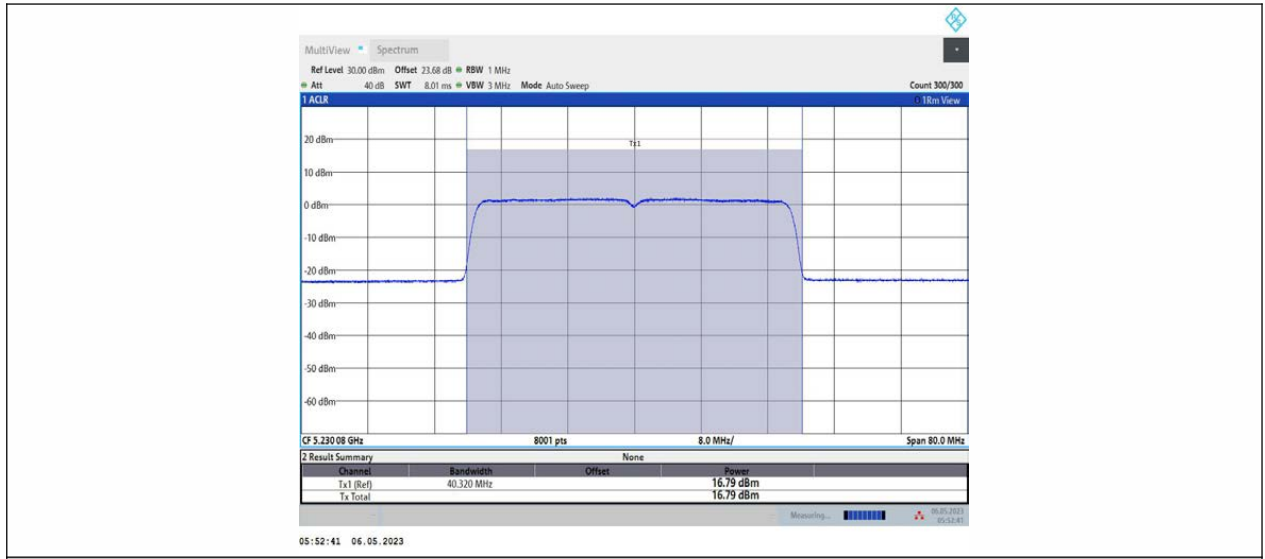 MultiView Spectrum
Ref Level 30.00 dBm Offset 23.68 dB RBW 1 MHz
Att 40 dB SWT 8.01 ms VBW 3 MHz Mode Auto Sweep Count 300/300
1 ACLR 1Rm View
Tx1
20 dBm
10 dBm
0 dBm
-10 dBm
-20 dBm
-30 dBm
-40 dBm
-50 dBm
-60 dBm
CF 5.230 08 GHz 8001 pts 8.0 MHz/ Span 80.0 MHz
2 Result Summary None
Channel Bandwidth Offset Power
Tx1 (Ref) 40.320 MHz 16.79 dBm
Tx Total 16.79 dBm
Measuring... 06.05.2023
05:52:41
05:52:41 06.05.2023